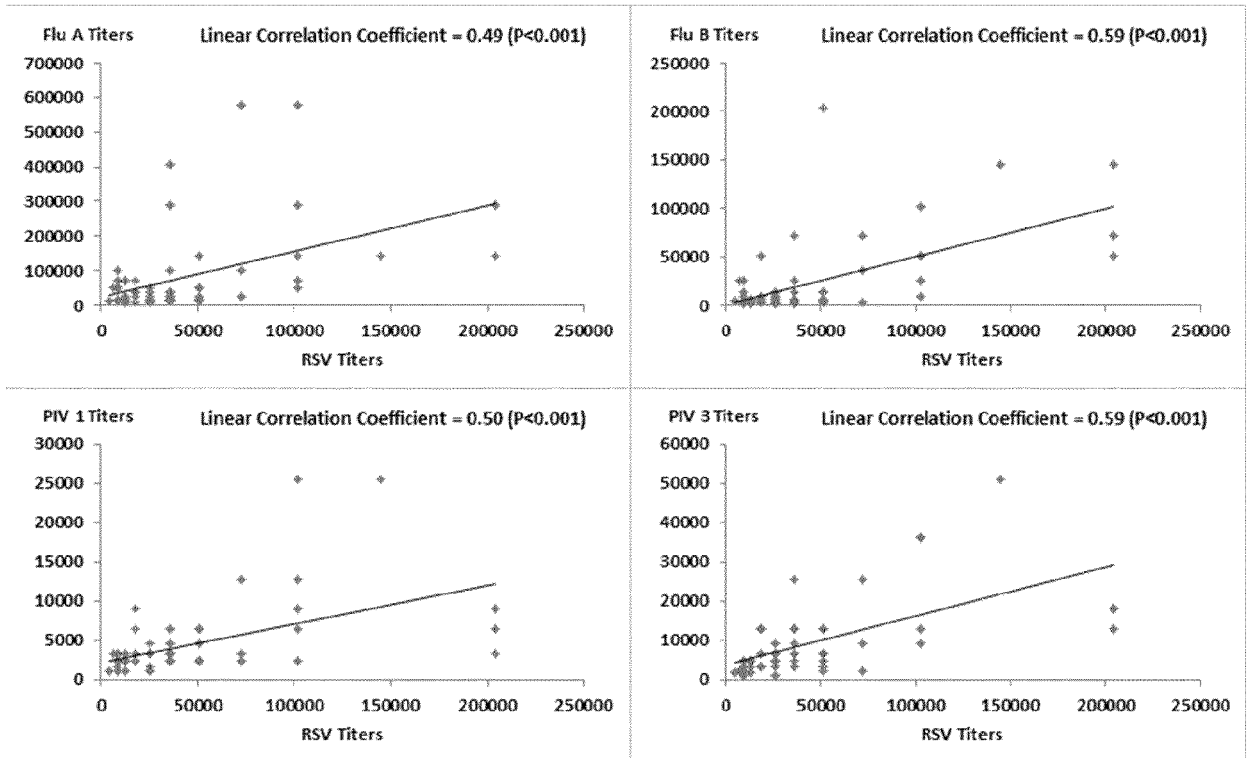 Flu A Titers Linear Correlation Coefficient = 0.49 (P<0.001)
700000
600000
500000
400000
300000
200000
100000
0
0 50000 100000 150000 200000 250000
RSV Titers
Flu B Titers Linear Correlation Coefficient = 0.59 (P<0.001)
250000
200000
150000
100000
50000
0
0 50000 100000 150000 200000 250000
RSV Titers
PIV 1 Titers Linear Correlation Coefficient = 0.50 (P<0.001)
30000
25000
20000
15000
10000
5000
0
0 50000 100000 150000 200000 250000
RSV Titers
PIV 3 Titers Linear Correlation Coefficient = 0.59 (P<0.001)
60000
50000
40000
30000
20000
10000
0
0 50000 100000 150000 200000 250000
RSV Titers